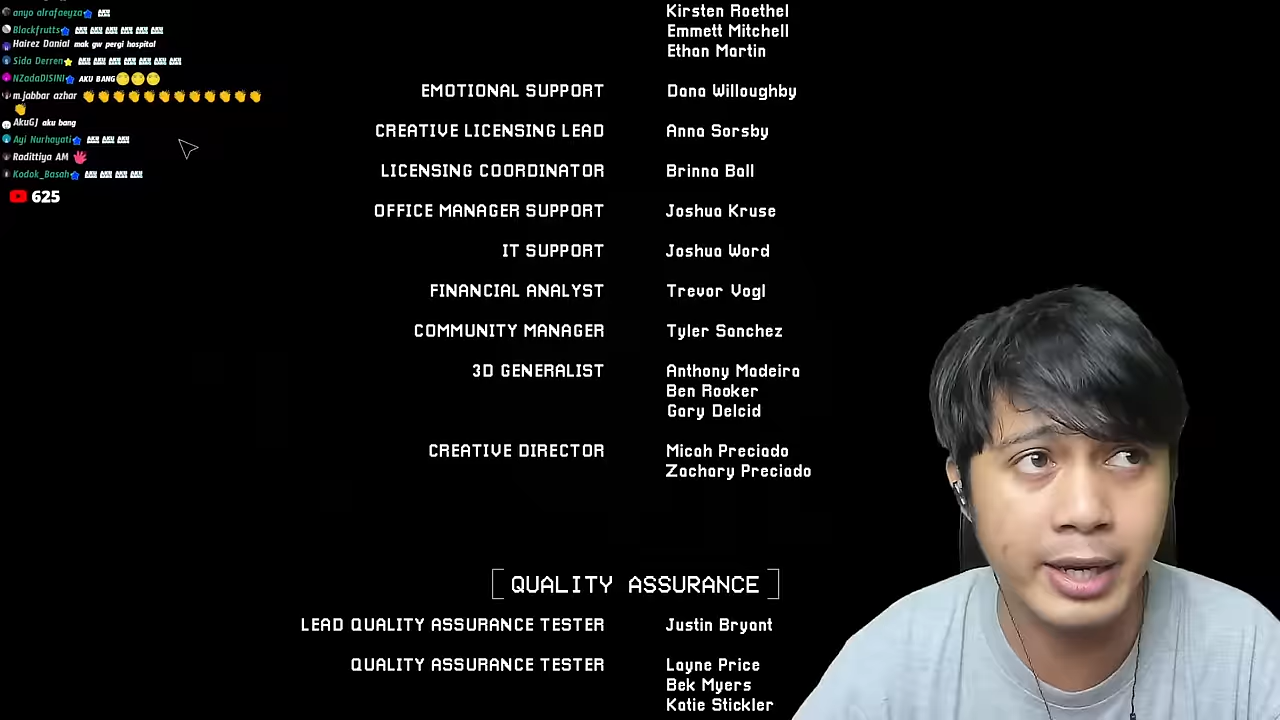 anyo alrafaeyza
Blackfrutts
Hairez Danial mak gw pergi hospital
Sida Derren
NZadaDISINI AKU BANG
m.jabbar azhar
AkuGJ aku bang
Ayi Nurhayati
Radittiya AM
Kodok_Basah
625
Kirsten Roethel
Emmett Mitchell
Ethan Martin
EMOTIONAL SUPPORT Dana Willoughby
CREATIVE LICENSING LEAD Anna Sorsby
LICENSING COORDINATOR Brinna Ball
OFFICE MANAGER SUPPORT Joshua Kruse
IT SUPPORT Joshua Word
FINANCIAL ANALYST Trevor Vogl
COMMUNITY MANAGER Tyler Sanchez
3D GENERALIST Anthony Madeira
Ben Rooker
Gary Delcid
CREATIVE DIRECTOR Micah Preciado
Zachary Preciado
[QUALITY ASSURANCE]
LEAD QUALITY ASSURANCE TESTER Justin Bryant
QUALITY ASSURANCE TESTER Layne Price
Bek Myers
Katie Stickler